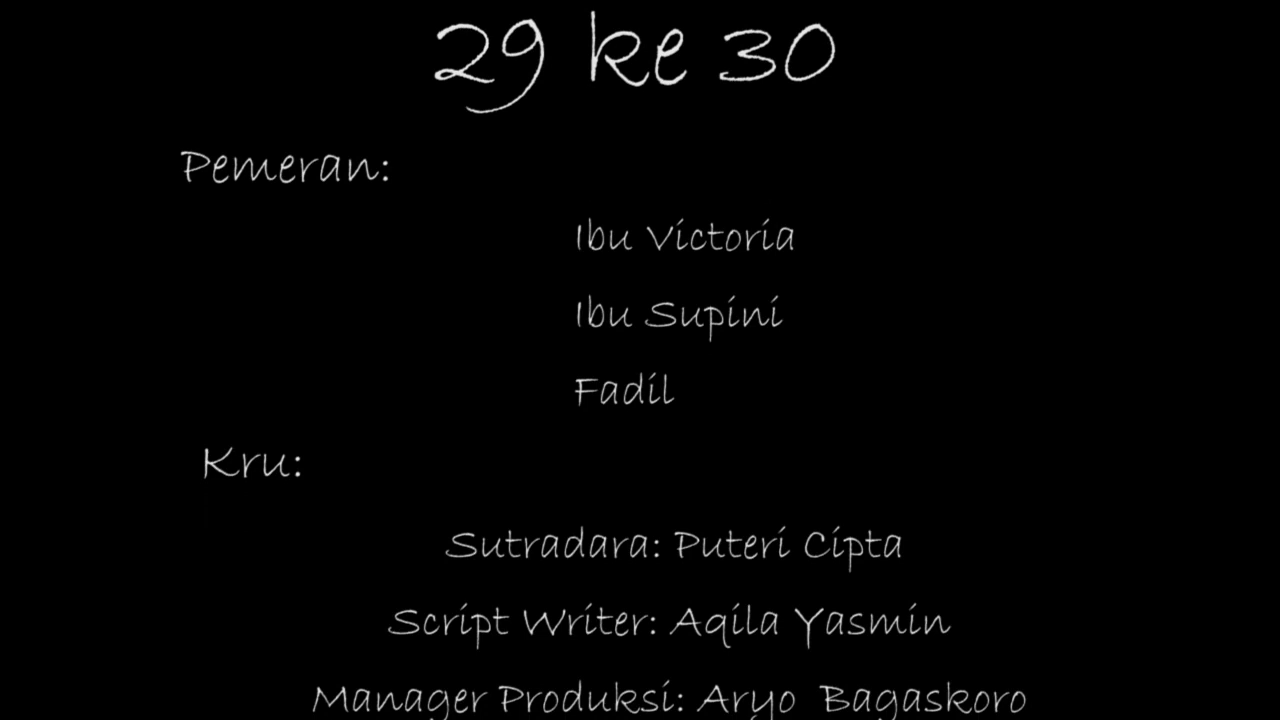 29 ke 30
Pemeran:
Ibu Victoria
Ibu Supini
Fadil
Kru:
Sutradara: Puteri Cipta
Script Writer: Aqila Yasmin
Manager Produksi: Aryo Bagaskoro